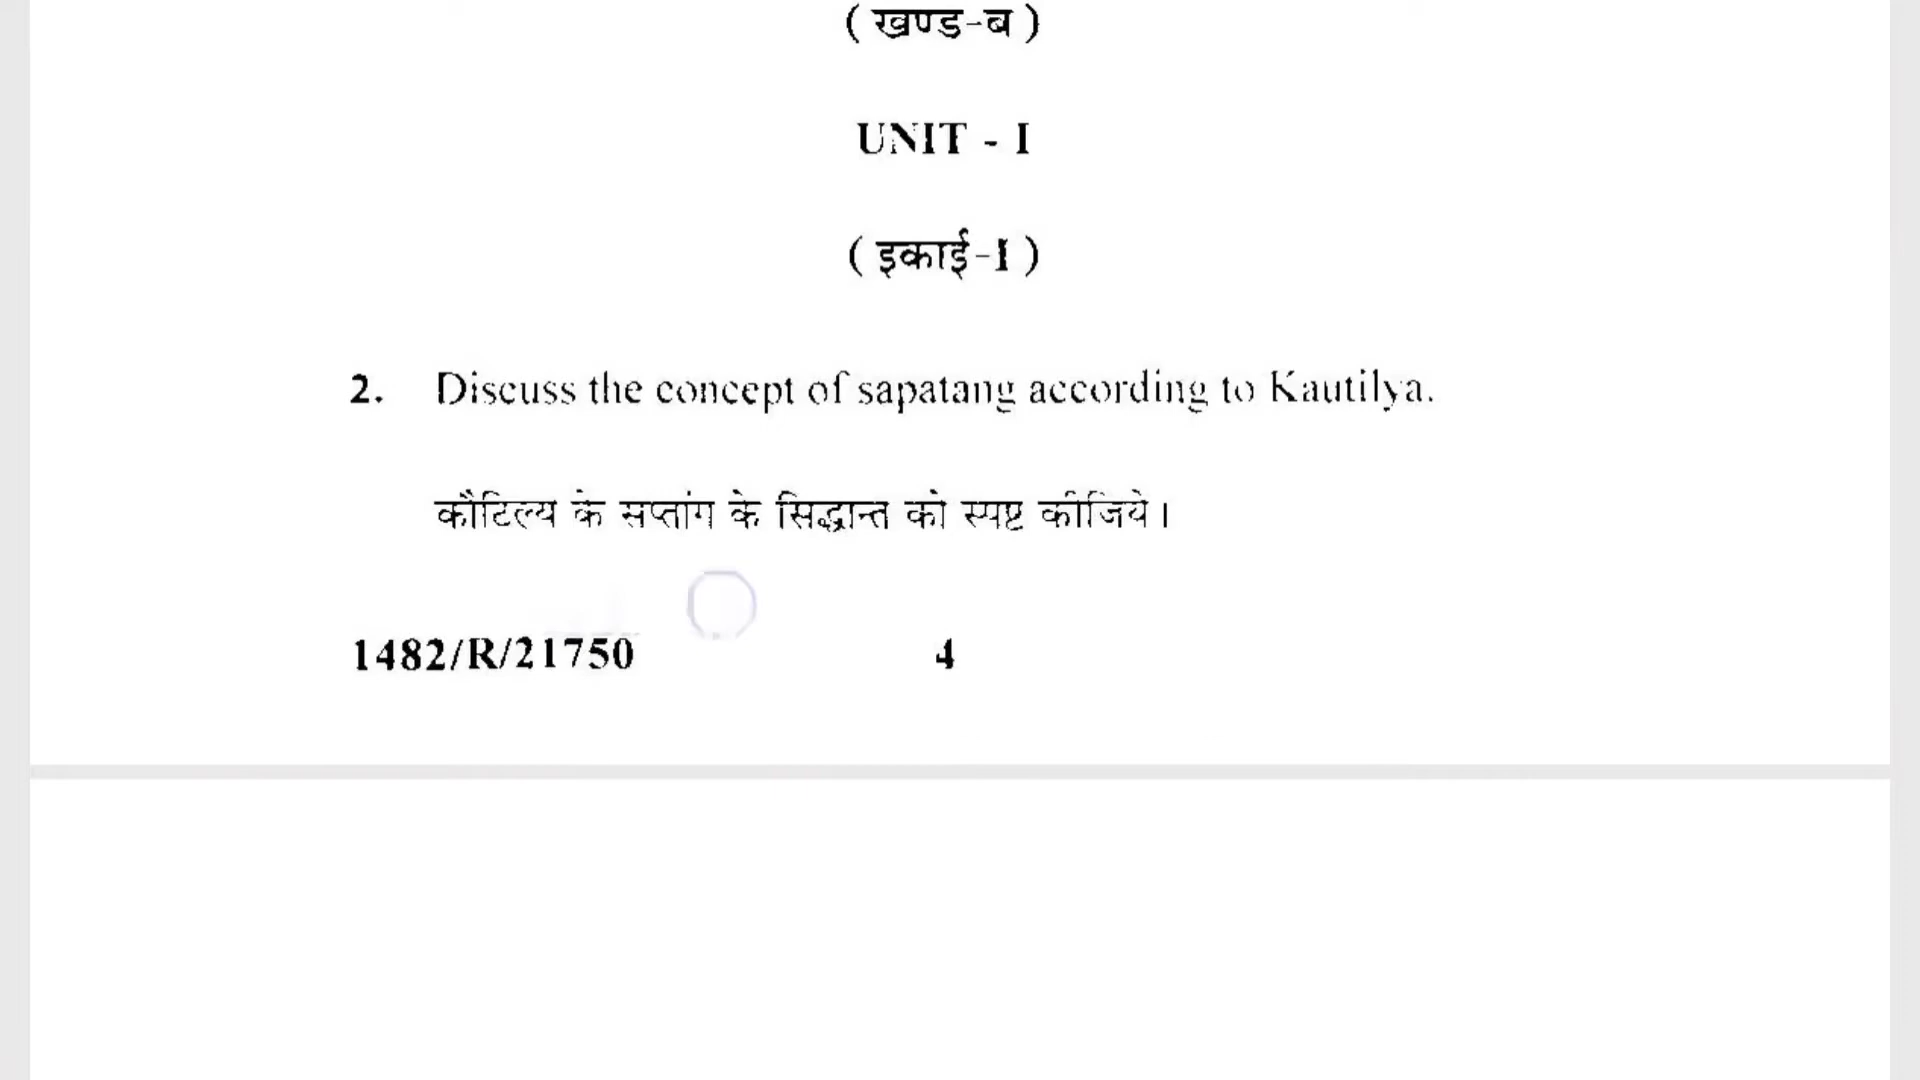 ( खण्ड-ब )
UNIT - I
( इकाई-I )
2. Discuss the concept of sapatang according to Kautilya.
कौटिल्य के सप्तांग के सिद्धान्त को स्पष्ट कीजिये।
1482/R/21750 4